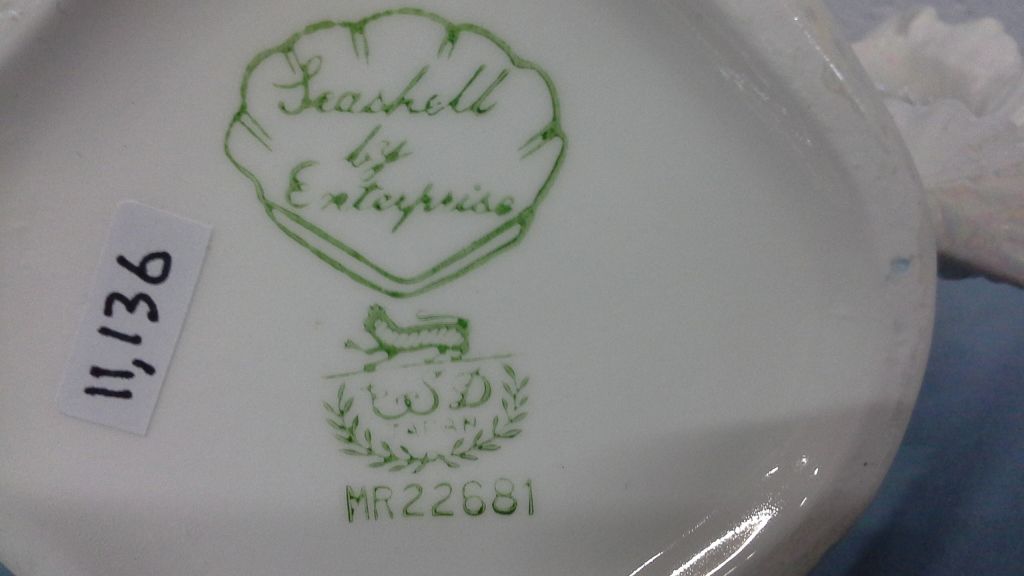 Seashell
by
Enterprise
11,136
JAPAN
MR22681